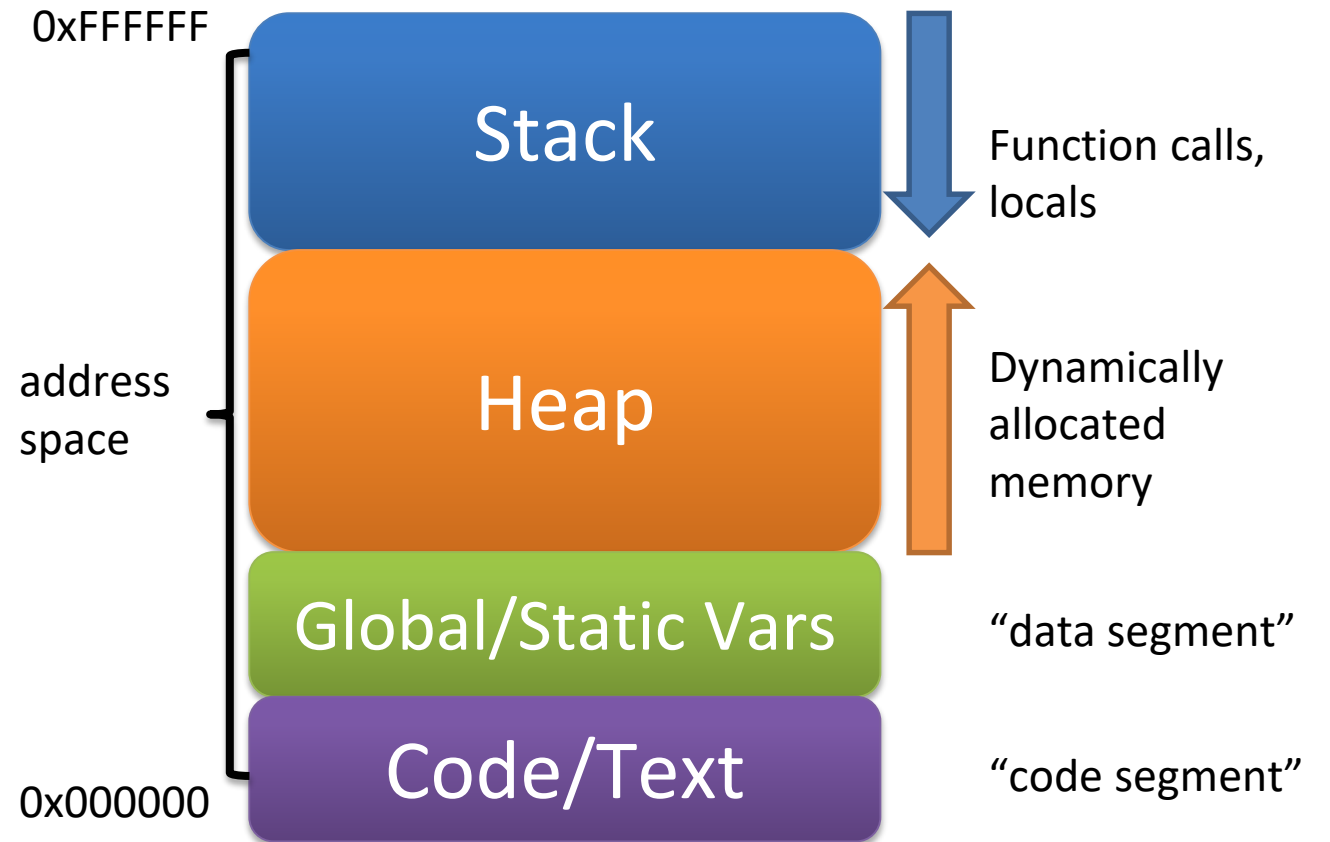 0xFFFFFF
Stack
Function calls,
locals
address
space
Heap
Dynamically
allocated
memory
Global/Static Vars
“data segment”
Code/Text
“code segment”
0x000000